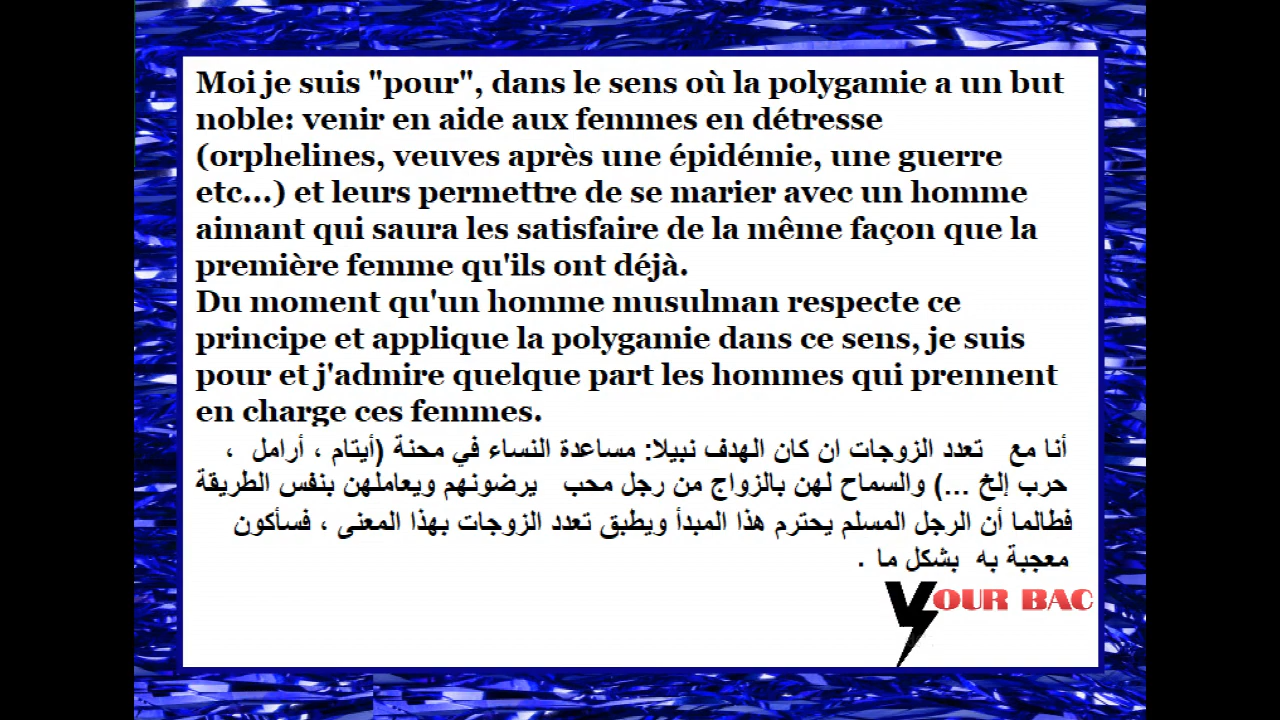 Moi je suis "pour", dans le sens où la polygamie a un but
noble: venir en aide aux femmes en détresse
(orphelines, veuves après une épidémie, une guerre
etc...) et leurs permettre de se marier avec un homme
aimant qui saura les satisfaire de la même façon que la
première femme qu'ils ont déjà.
Du moment qu'un homme musulman respecte ce
principe et applique la polygamie dans ce sens, je suis
pour et j'admire quelque part les hommes qui prennent
en charge ces femmes.
أنا مع تعدد الزوجات ان كان الهدف نبيلا: مساعدة النساء في محنة (أيتام ، أرامل ،
حرب إلخ ...) والسماح لهن بالزواج من رجل محب يرضونهم ويعاملهن بنفس الطريقة
فطالما أن الرجل المسلم يحترم هذا المبدأ ويطبق تعدد الزوجات بهذا المعنى ، فسأكون
معجبة به بشكل ما .
YOUR BAC